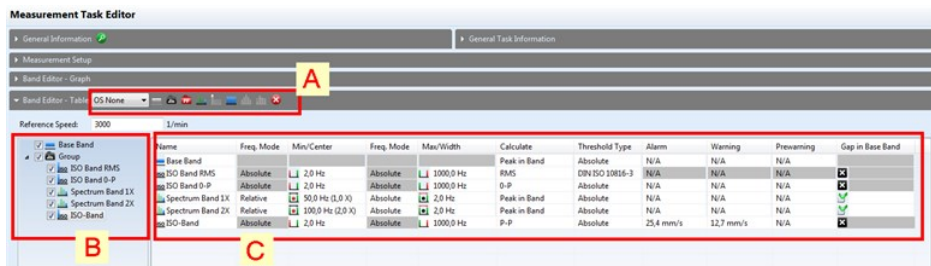 Measurement Task Editor
General Information
General Task Information
Measurement Setup
Band Editor - Graph
A
Band Editor - Table OS None
Reference Speed: 3000 1/min
Base Band
Group
ISO Band RMS
ISO Band 0-P
Spectrum Band 1X
Spectrum Band 2X
ISO-Band
B
Name Freq. Mode Min/Center Freq. Mode Max/Width Calculate Threshold Type Alarm Warning Prewarning Gap in Base Band
Base Band Peak in Band Absolute N/A N/A N/A
ISO Band RMS Absolute 2,0 Hz Absolute 1000,0 Hz RMS DIN ISO 10816-3 N/A N/A N/A
ISO Band 0-P Absolute 2,0 Hz Absolute 1000,0 Hz 0-P Absolute N/A N/A N/A
Spectrum Band 1X Relative 50,0 Hz (1,0 X) Absolute 2,0 Hz Peak in Band Absolute N/A N/A N/A
Spectrum Band 2X Relative 100,0 Hz (2,0 X) Absolute 2,0 Hz Peak in Band Absolute N/A N/A N/A
ISO-Band Absolute 2,0 Hz Absolute 1000,0 Hz P-P Absolute 25,4 mm/s 12,7 mm/s N/A
C